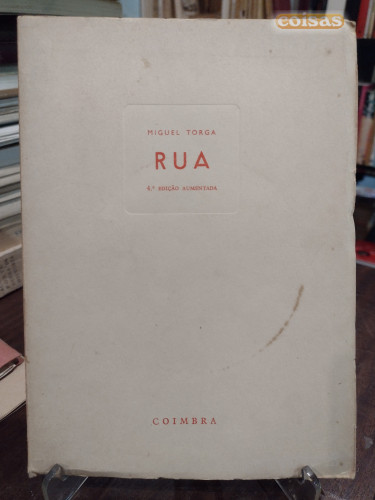 coisas
MIGUEL TORGA
RUA
EDIÇÃO AUMENTADA
COIMBRA